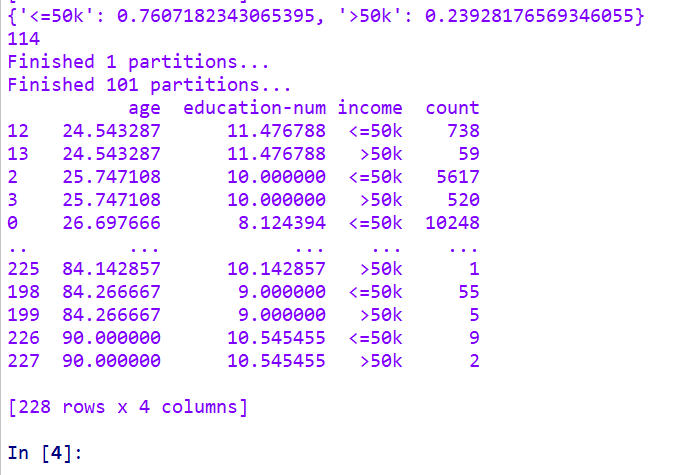 {'<=50k': 0.7607182343065395, '>50k': 0.23928176569346055}
114
Finished 1 partitions...
Finished 101 partitions...
           age  education-num income  count
12   24.543287      11.476788  <=50k    738
13   24.543287      11.476788   >50k     59
2    25.747108      10.000000  <=50k   5617
3    25.747108      10.000000   >50k    520
0    26.697666       8.124394  <=50k  10248
..         ...            ...    ...    ...
225  84.142857      10.142857   >50k      1
198  84.266667       9.000000  <=50k     55
199  84.266667       9.000000   >50k      5
226  90.000000      10.545455  <=50k      9
227  90.000000      10.545455   >50k      2
[228 rows x 4 columns]
In [4]: